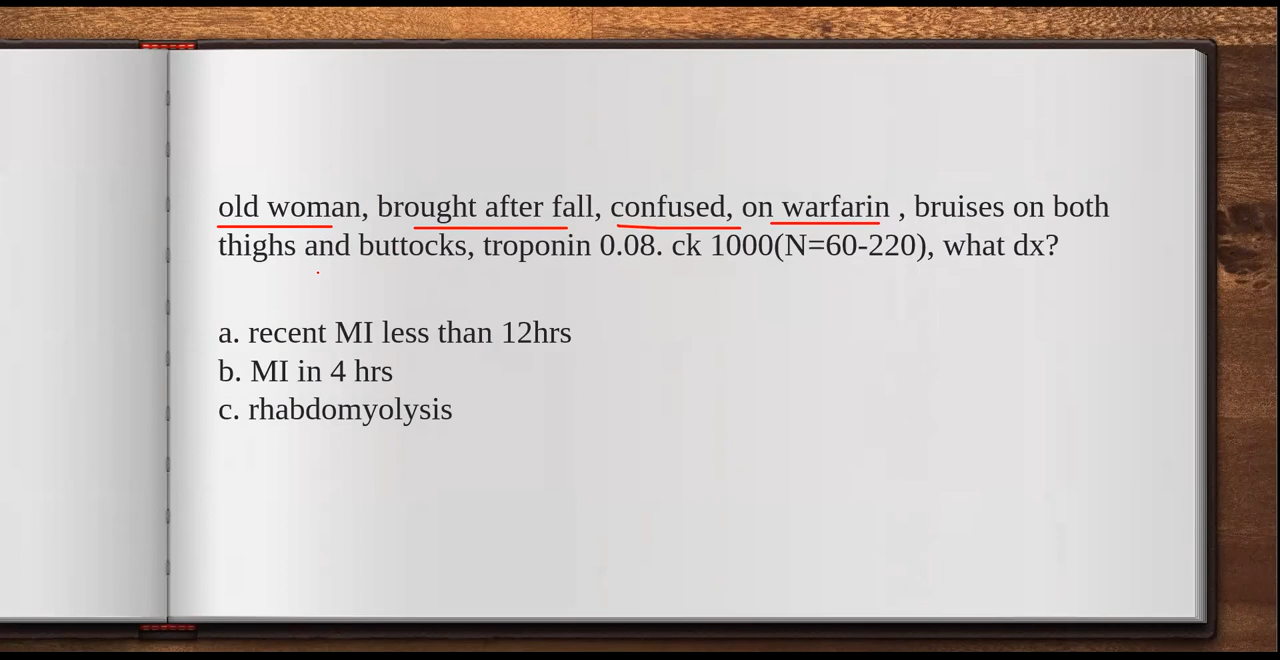 old woman, brought after fall, confused, on warfarin , bruises on both
thighs and buttocks, troponin 0.08. ck 1000(N=60-220), what dx?
a. recent MI less than 12hrs
b. MI in 4 hrs
c. rhabdomyolysis